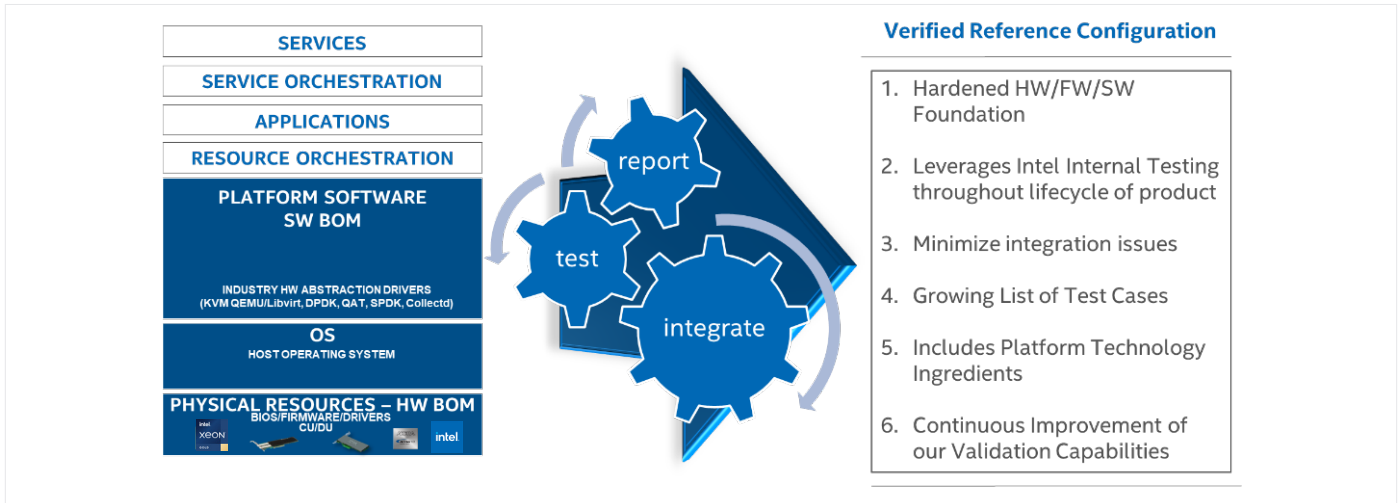 SERVICES
SERVICE ORCHESTRATION
APPLICATIONS
RESOURCE ORCHESTRATION
PLATFORM SOFTWARE
SW BOM
INDUSTRY HW ABSTRACTION DRIVERS
(KVM QEMU/Libvirt, DPDK, QAT, SPDK, Collectd)
OS
HOST OPERATING SYSTEM
PHYSICAL RESOURCES – HW BOM
BIOS/FIRMWARE/DRIVERS
CU/DU
intel
XEON
intel
report
test
integrate
Verified Reference Configuration
1. Hardened HW/FW/SW
Foundation
2. Leverages Intel Internal Testing
throughout lifecycle of product
3. Minimize integration issues
4. Growing List of Test Cases
5. Includes Platform Technology
Ingredients
6. Continuous Improvement of
our Validation Capabilities